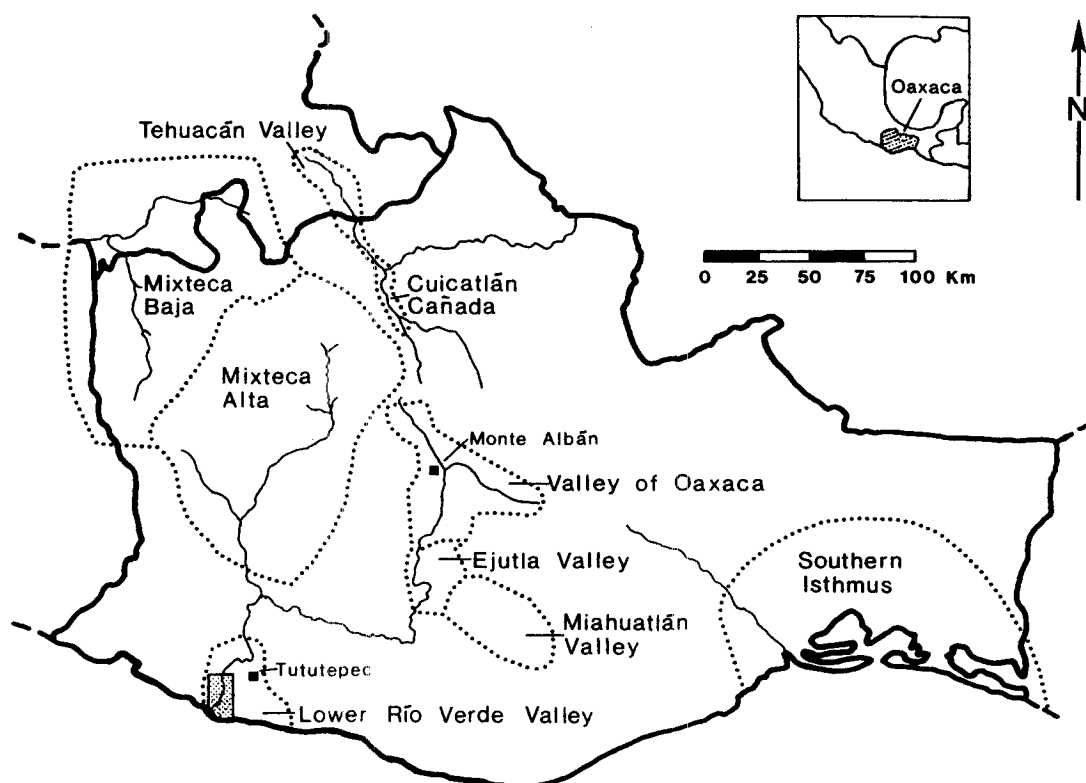 Oaxaca
N
Tehuacán Valley
0 25 50 75 100 Km
Mixteca
Baja
Cuicatlán
Cañada
Mixteca
Alta
Monte Albán
Valley of Oaxaca
Ejutla Valley
Southern
Isthmus
Miahuatlán
Valley
Tututepec
Lower Río Verde Valley